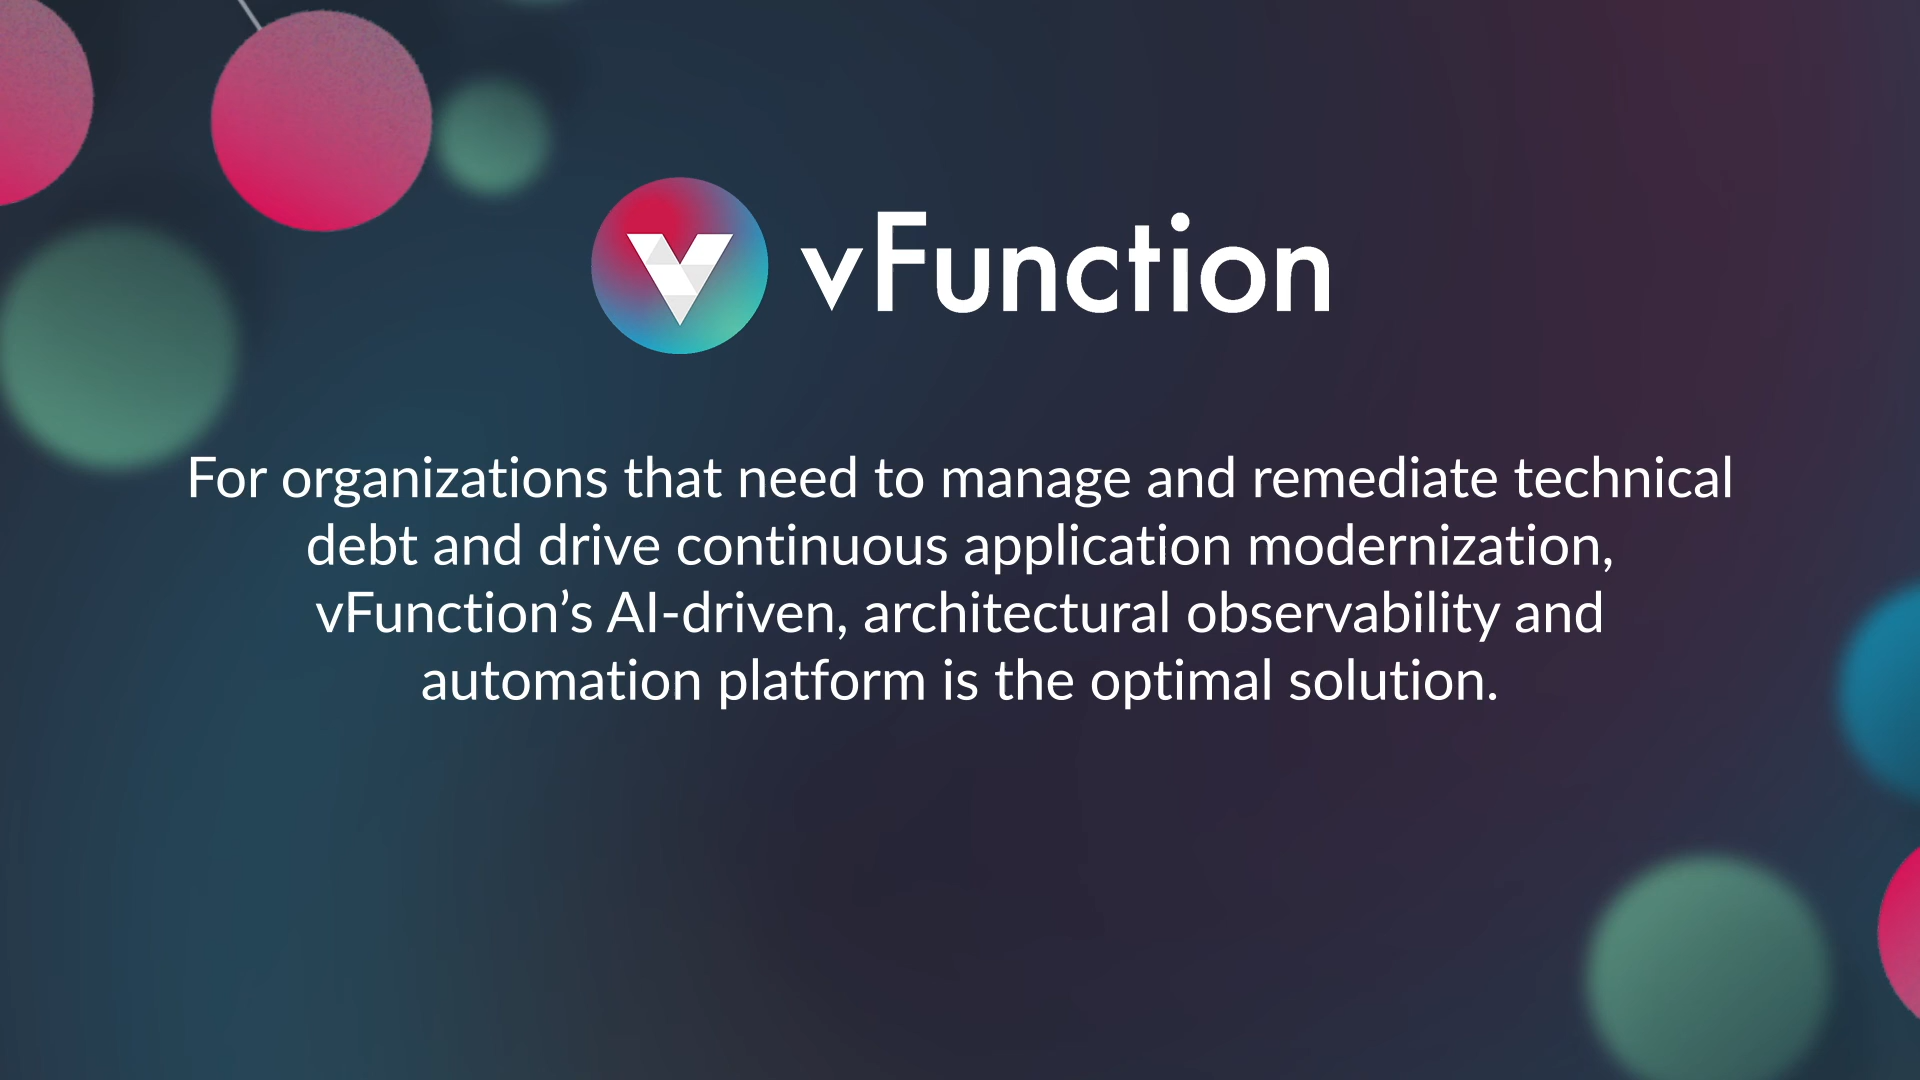 vFunction
For organizations that need to manage and remediate technical
debt and drive continuous application modernization,
vFunction’s AI-driven, architectural observability and
automation platform is the optimal solution.